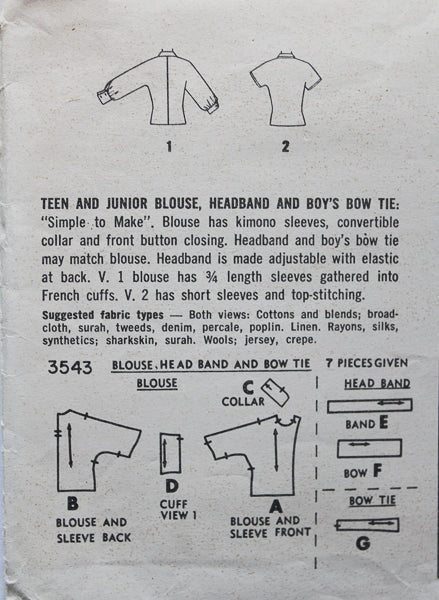 1
2
TEEN AND JUNIOR BLOUSE, HEADBAND AND BOY'S BOW TIE:
"Simple to Make". Blouse has kimono sleeves, convertible
collar and front button closing. Headband and boy's bow tie
may match blouse. Headband is made adjustable with elastic
at back. V. 1 blouse has ¾ length sleeves gathered into
French cuffs. V. 2 has short sleeves and top-stitching.
Suggested fabric types — Both views: Cottons and blends; broad-
cloth, surah, tweeds, denim, percale, poplin. Linen. Rayons, silks,
synthetics; sharkskin, surah. Wools; jersey, crepe.
3543 BLOUSE, HEAD BAND AND BOW TIE 7 PIECES GIVEN
BLOUSE
C
COLLAR
B
BLOUSE AND
SLEEVE BACK
D
CUFF
VIEW 1
A
BLOUSE AND
SLEEVE FRONT
HEAD BAND
BAND E
BOW F
BOW TIE
G